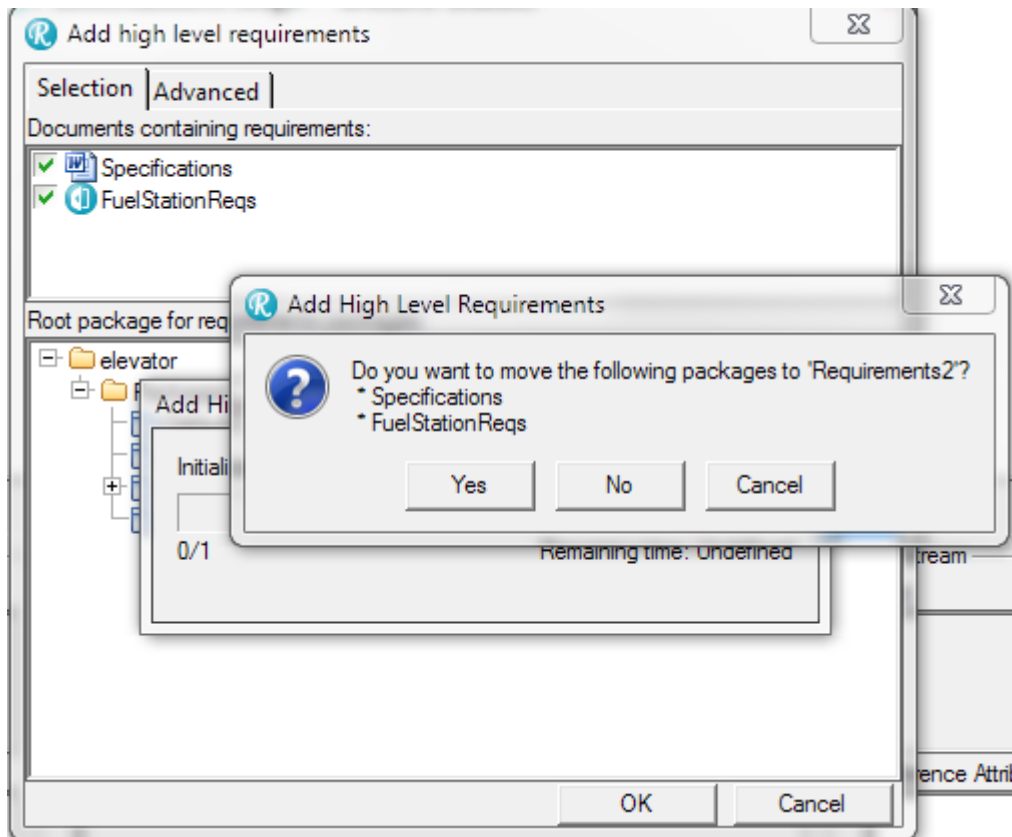 Add high level requirements
Selection Advanced
Documents containing requirements:
Specifications
FuelStationReqs
Add High Level Requirements
Root package for req
Do you want to move the following packages to "Requirements2"?
* Specifications
* FuelStationReqs
Yes No Cancel
elevator
Add Hi
Initiali
0/1 Remaining time: Undefined
tream
rence Attrib
OK Cancel